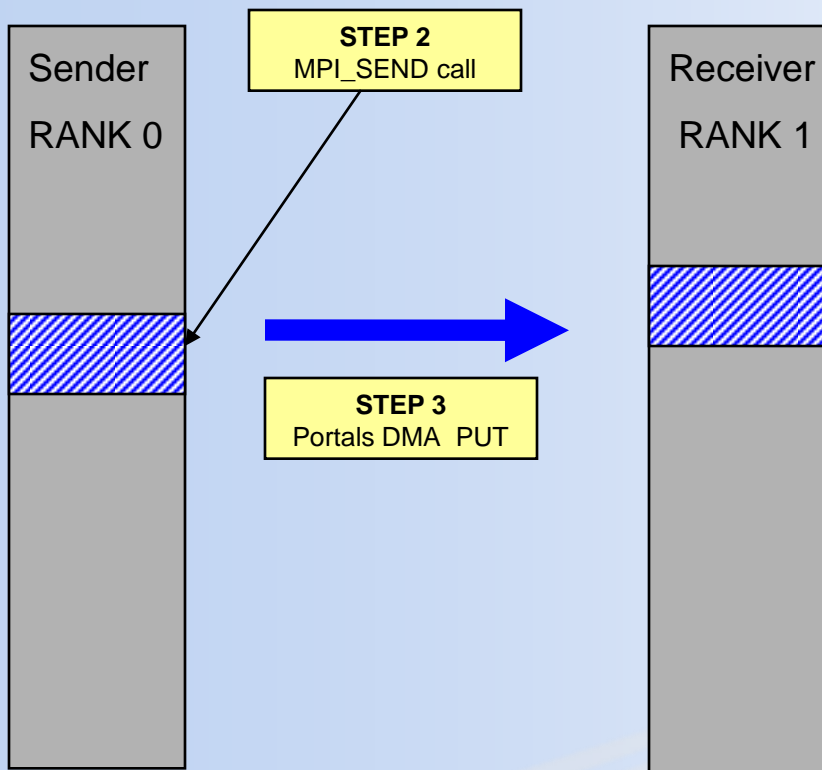 Sender
RANK 0
STEP 2
MPI_SEND call
Receiver
RANK 1
STEP 3
Portals DMA PUT